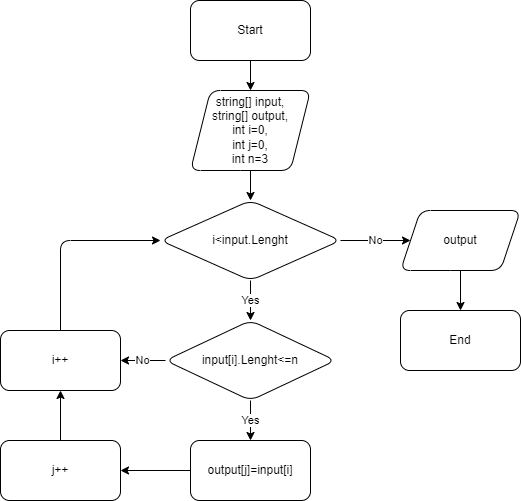 Start
string[] input,
string[] output,
int i=0,
int j=0,
int n=3
i<input.Lenght
No
output
Yes
End
i++
No
input[i].Lenght<=n
Yes
j++
output[j]=input[i]